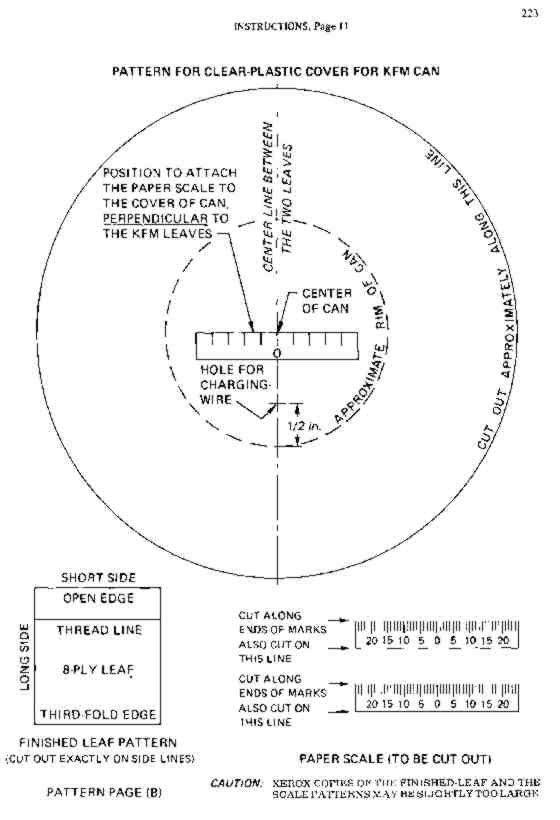 223
INSTRUCTIONS, Page 11
PATTERN FOR CLEAR-PLASTIC COVER FOR KFM CAN
POSITION TO ATTACH
THE PAPER SCALE TO
THE COVER OF CAN,
PERPENDICULAR TO
THE KFM LEAVES
CENTER LINE BETWEEN
THE TWO LEAVES
CUT OUT APPROXIMATELY ALONG THIS LINE
APPROXIMATE RIM OF CAN
CENTER
OF CAN
0
HOLE FOR
CHARGING-
WIRE
1/2 in.
SHORT SIDE
OPEN EDGE
THREAD LINE
LONG SIDE
8-PLY LEAF
THIRD-FOLD EDGE
FINISHED LEAF PATTERN
(CUT OUT EXACTLY ON SIDE LINES)
PATTERN PAGE (B)
CUT ALONG
ENDS OF MARKS
ALSO CUT ON
THIS LINE
20 15 10 5 0 5 10 15 20
CUT ALONG
ENDS OF MARKS
ALSO CUT ON
THIS LINE
20 15 10 5 0 5 10 15 20
PAPER SCALE (TO BE CUT OUT)
CAUTION: XEROX COPIES OF THE FINISHED-LEAF AND THE
SCALE PATTERNS MAY BE SLIGHTLY TOO LARGE